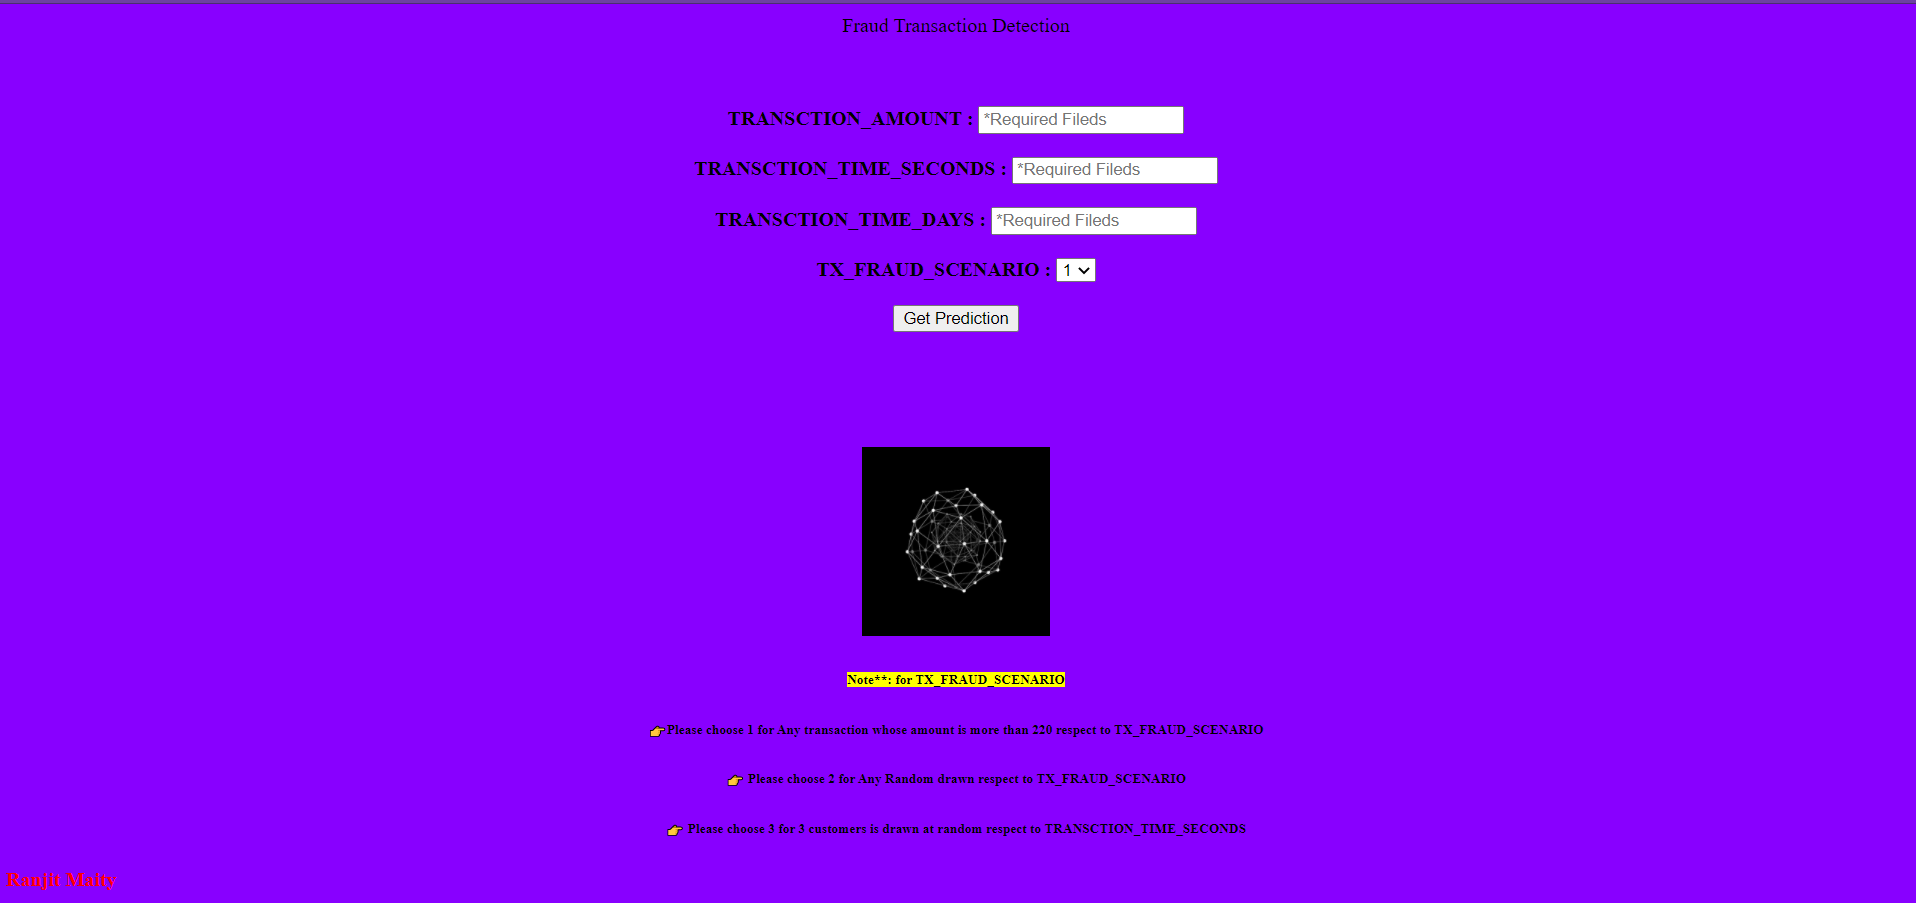 Fraud Transaction Detection
TRANSCTION_AMOUNT : *Required Fileds
TRANSCTION_TIME_SECONDS : *Required Fileds
TRANSCTION_TIME_DAYS : *Required Fileds
TX_FRAUD_SCENARIO : 1
Get Prediction
Note**: for TX_FRAUD_SCENARIO
👉Please choose 1 for Any transaction whose amount is more than 220 respect to TX_FRAUD_SCENARIO
👉 Please choose 2 for Any Random drawn respect to TX_FRAUD_SCENARIO
👉 Please choose 3 for 3 customers is drawn at random respect to TRANSCTION_TIME_SECONDS
Ranjit Maity